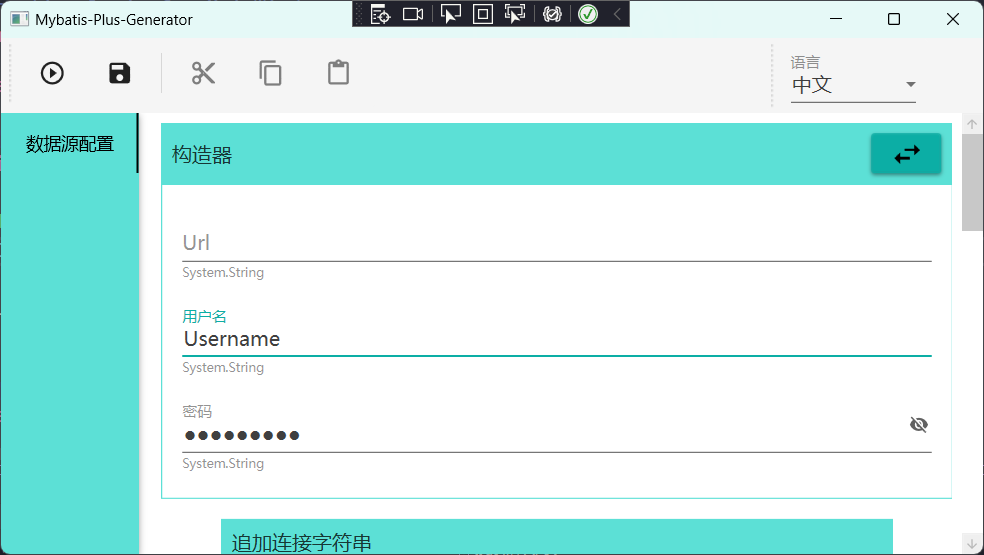 Mybatis-Plus-Generator
语言
中文
数据源配置
构造器
Url
System.String
用户名
Username
System.String
密码
System.String
追加连接字符串